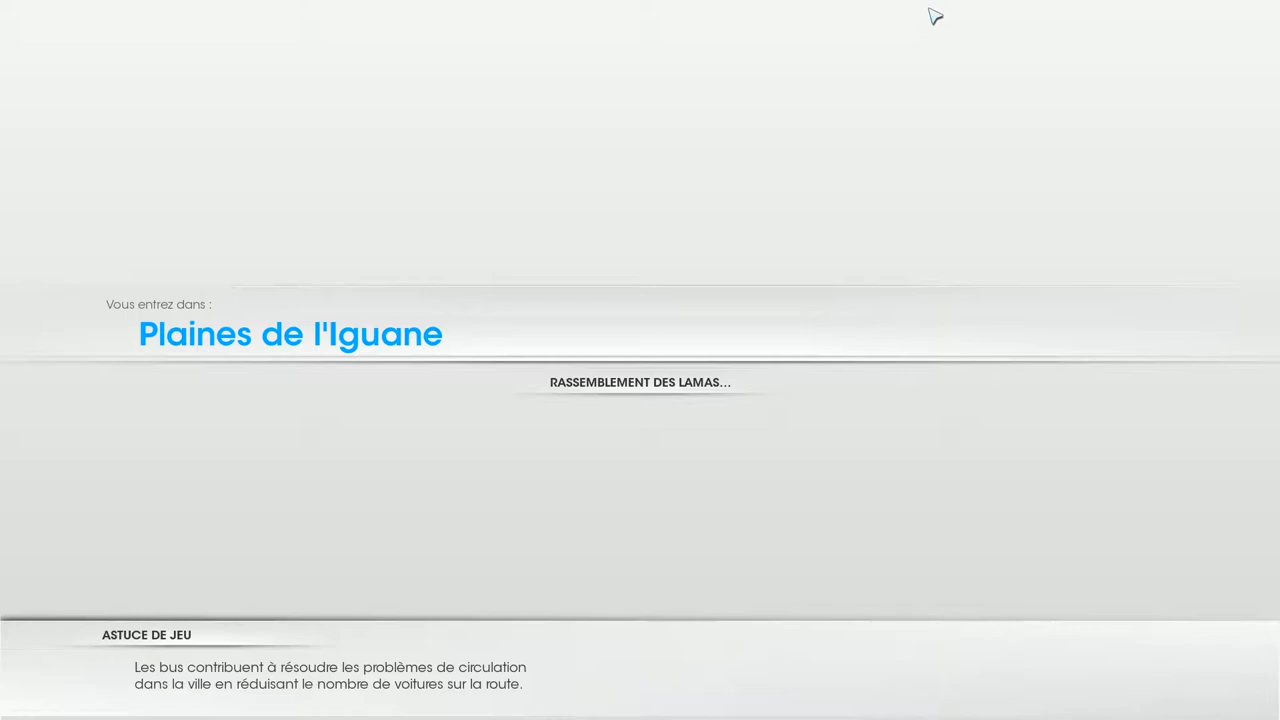 Vous entrez dans :
Plaines de l'Iguane
RASSEMBLEMENT DES LAMAS...
ASTUCE DE JEU
Les bus contribuent à résoudre les problèmes de circulation
dans la ville en réduisant le nombre de voitures sur la route.